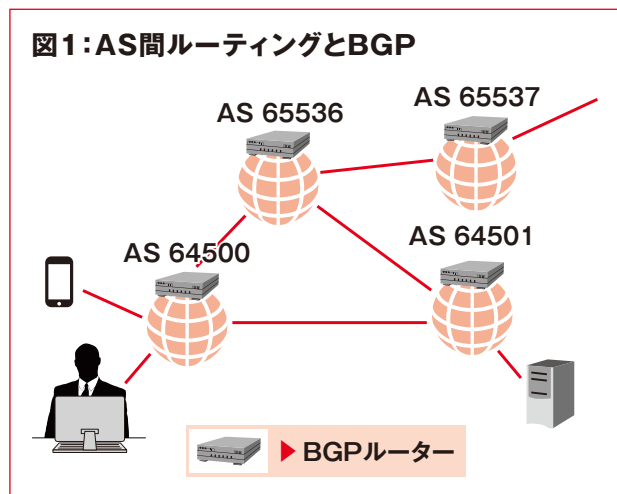 図1：AS間ルーティングとBGP
AS 65536
AS 65537
AS 64500
AS 64501
▶ BGPルーター